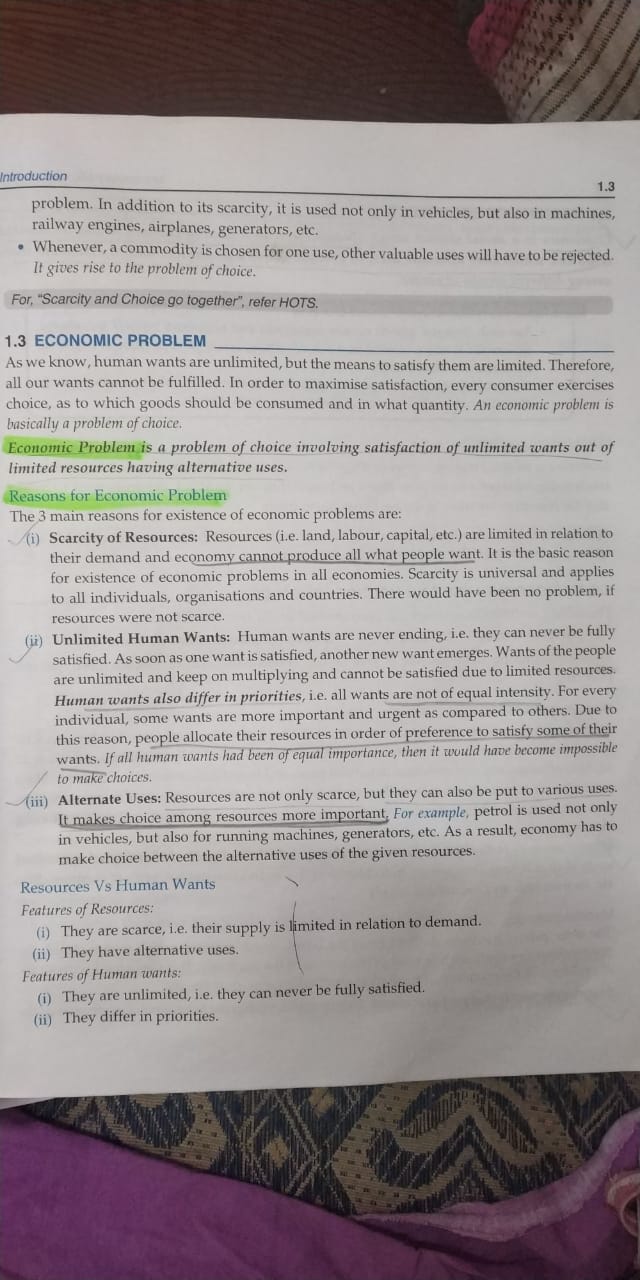 Introduction
1.3
problem. In addition to its scarcity, it is used not only in vehicles, but also in machines,
railway engines, airplanes, generators, etc.
• Whenever, a commodity is chosen for one use, other valuable uses will have to be rejected.
It gives rise to the problem of choice.
For, "Scarcity and Choice go together", refer HOTS.
1.3 ECONOMIC PROBLEM
As we know, human wants are unlimited, but the means to satisfy them are limited. Therefore,
all our wants cannot be fulfilled. In order to maximise satisfaction, every consumer exercises
choice, as to which goods should be consumed and in what quantity. An economic problem is
basically a problem of choice.
Economic Problem is a problem of choice involving satisfaction of unlimited wants out of
limited resources having alternative uses.
Reasons for Economic Problem
The 3 main reasons for existence of economic problems are:
(i) Scarcity of Resources: Resources (i.e. land, labour, capital, etc.) are limited in relation to
their demand and economy cannot produce all what people want. It is the basic reason
for existence of economic problems in all economies. Scarcity is universal and applies
to all individuals, organisations and countries. There would have been no problem, if
resources were not scarce.
(ii) Unlimited Human Wants: Human wants are never ending, i.e. they can never be fully
satisfied. As soon as one want is satisfied, another new want emerges. Wants of the people
are unlimited and keep on multiplying and cannot be satisfied due to limited resources.
Human wants also differ in priorities, i.e. all wants are not of equal intensity. For every
individual, some wants are more important and urgent as compared to others. Due to
this reason, people allocate their resources in order of preference to satisfy some of their
wants. If all human wants had been of equal importance, then it would have become impossible
to make choices.
(iii) Alternate Uses: Resources are not only scarce, but they can also be put to various uses.
It makes choice among resources more important. For example, petrol is used not only
in vehicles, but also for running machines, generators, etc. As a result, economy has to
make choice between the alternative uses of the given resources.
Resources Vs Human Wants
Features of Resources:
(i) They are scarce, i.e. their supply is limited in relation to demand.
(ii) They have alternative uses.
Features of Human wants:
(i) They are unlimited, i.e. they can never be fully satisfied.
(ii) They differ in priorities.